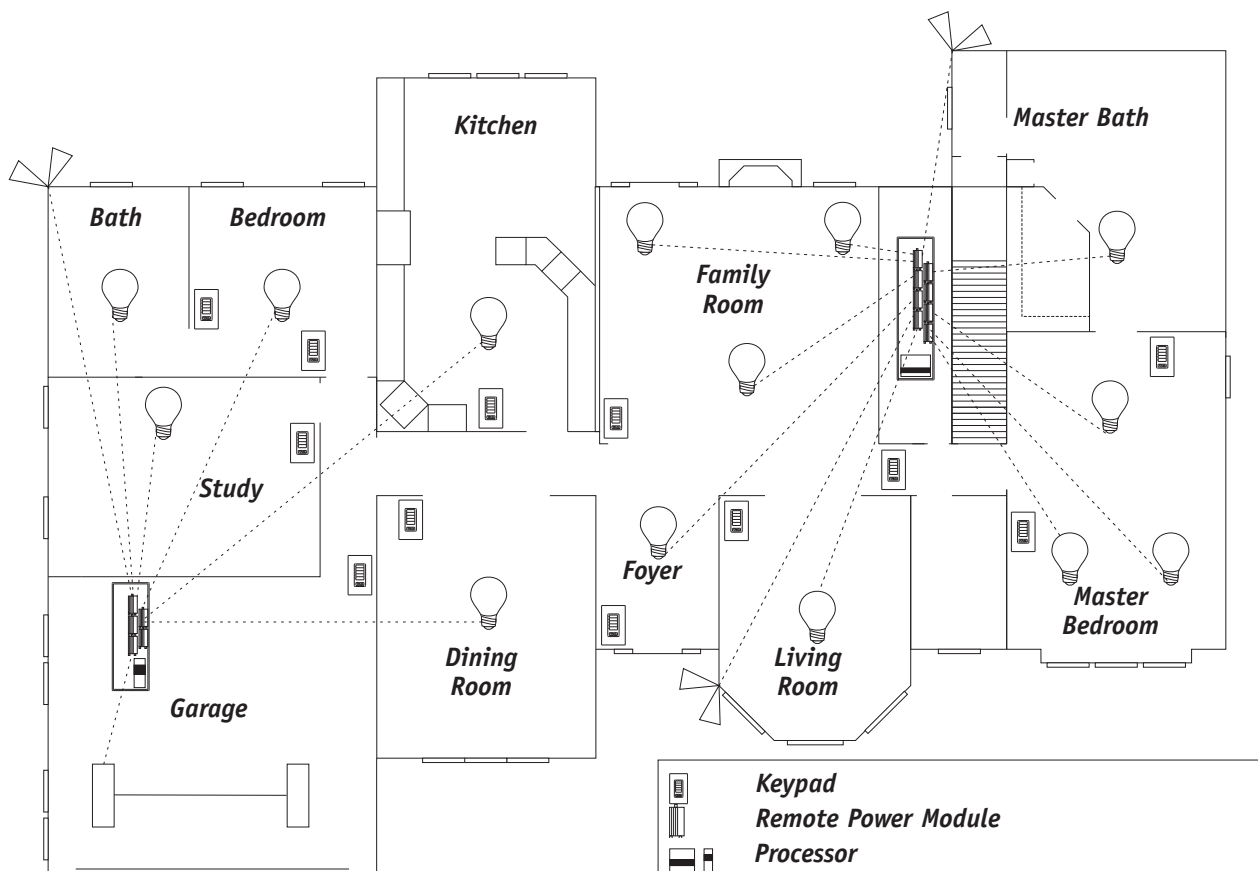 Kitchen
Master Bath
Bath
Bedroom
Family
Room
Study
Foyer
Master
Bedroom
Dining
Room
Living
Room
Garage
Keypad
Remote Power Module
Processor